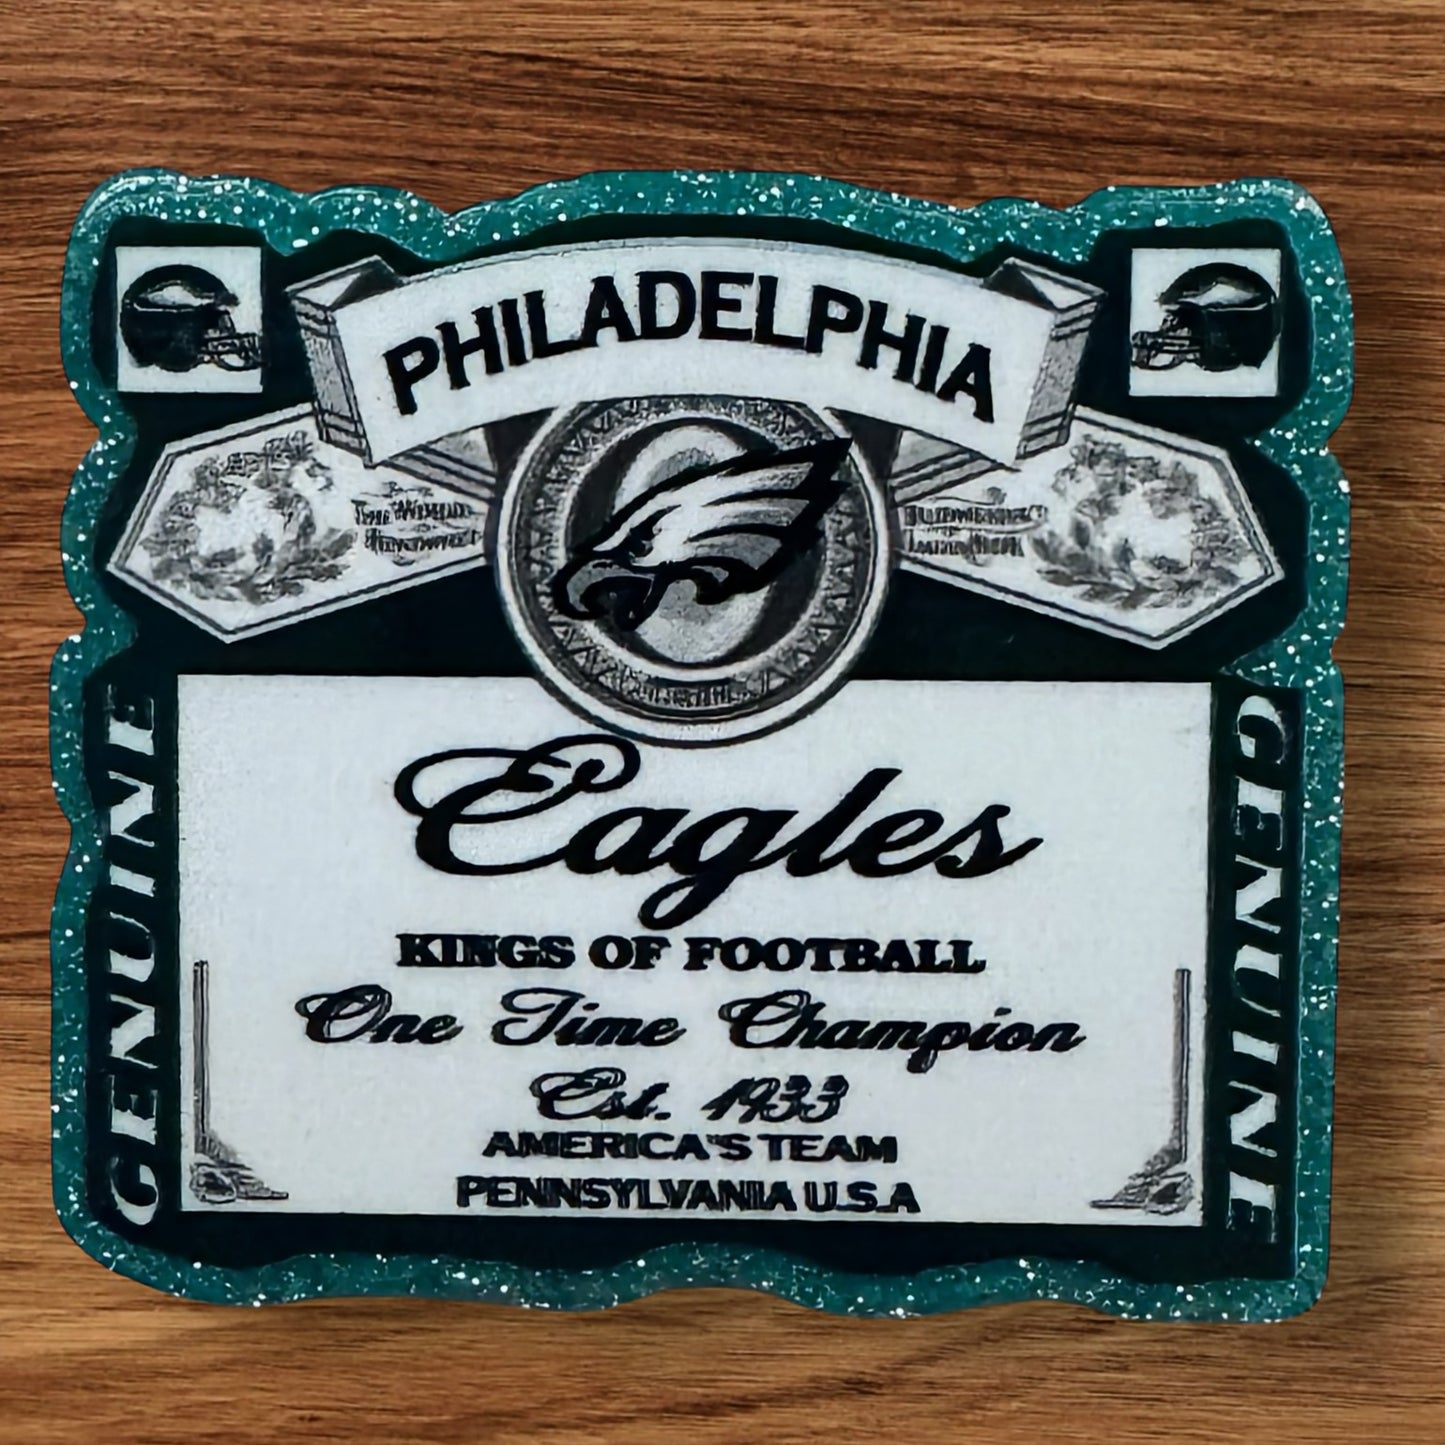 PHILADELPHIA
Eagles
KINGS OF FOOTBALL
One Time Champion
Est. 1933
AMERICA'S TEAM
PENNSYLVANIA U.S.A
GENUINE
GENUINE